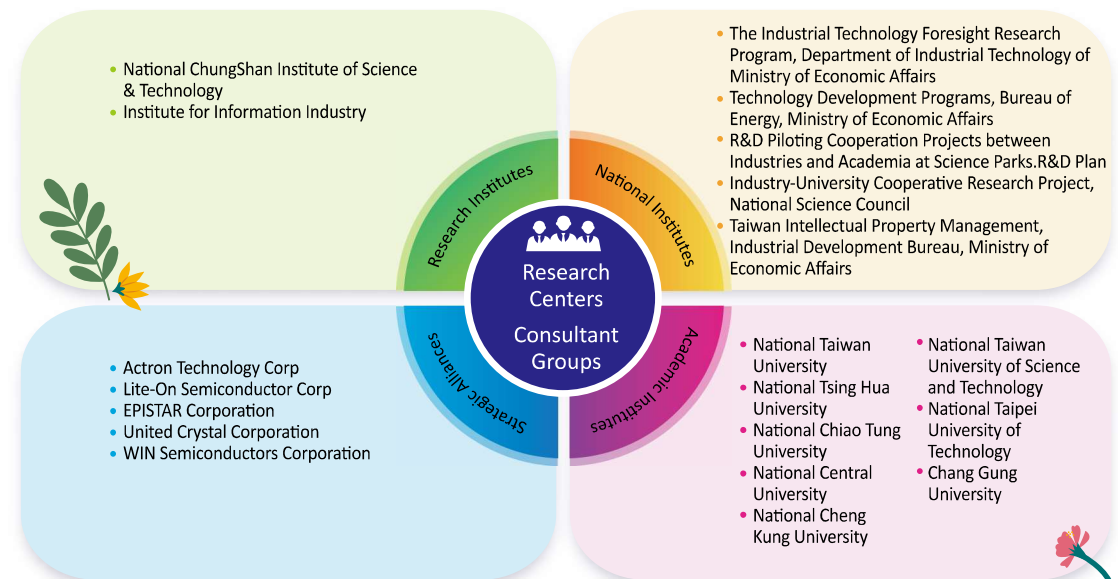 National ChungShan Institute of Science
& Technology
Institute for Information Industry
Research Institutes
The Industrial Technology Foresight Research
Program, Department of Industrial Technology of
Ministry of Economic Affairs
Technology Development Programs, Bureau of
Energy, Ministry of Economic Affairs
R&D Piloting Cooperation Projects between
Industries and Academia at Science Parks.R&D Plan
Industry-University Cooperative Research Project,
National Science Council
Taiwan Intellectual Property Management,
Industrial Development Bureau, Ministry of
Economic Affairs
National Institutes
Research
Centers
Consultant
Groups
Actron Technology Corp
Lite-On Semiconductor Corp
EPISTAR Corporation
United Crystal Corporation
WIN Semiconductors Corporation
Strategic Alliances
Academic Institutes
National Taiwan
University
National Tsing Hua
University
National Chiao Tung
University
National Central
University
National Cheng
Kung University
National Taiwan
University of Science
and Technology
National Taipei
University of
Technology
Chang Gung
University